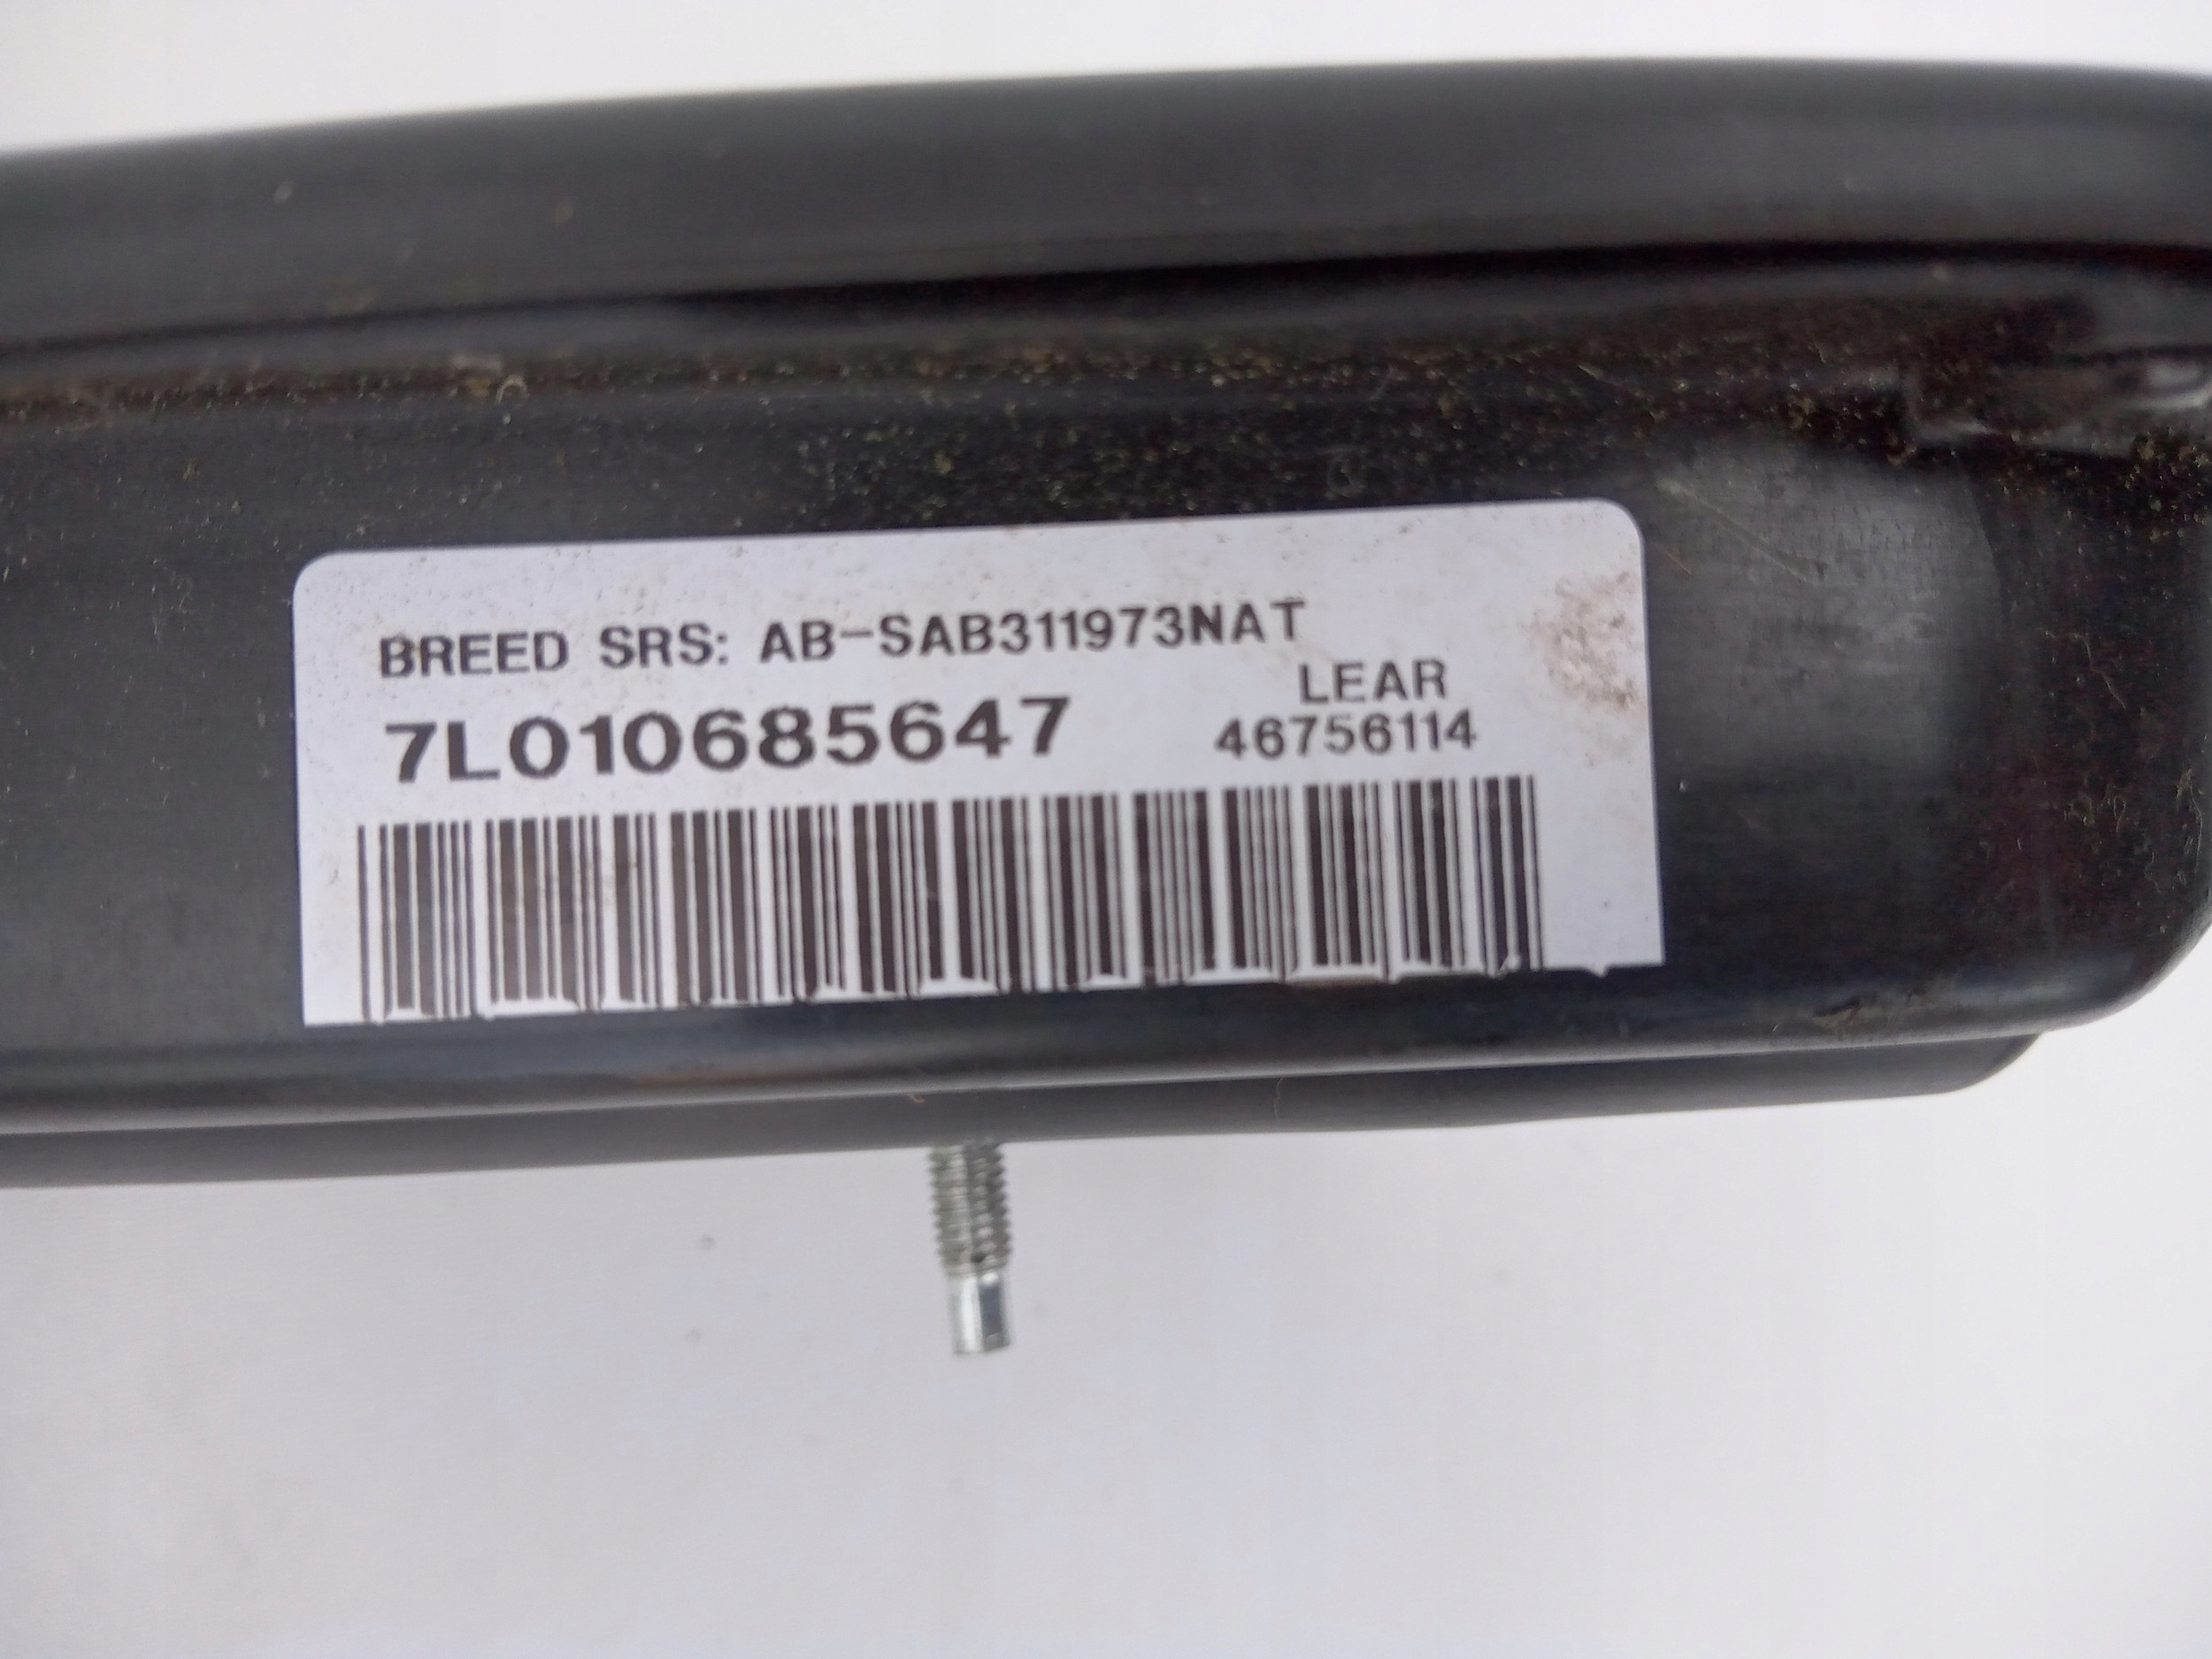 BREED SRS: AB-SAB311973NAT
LEAR
7L010685647 46756114